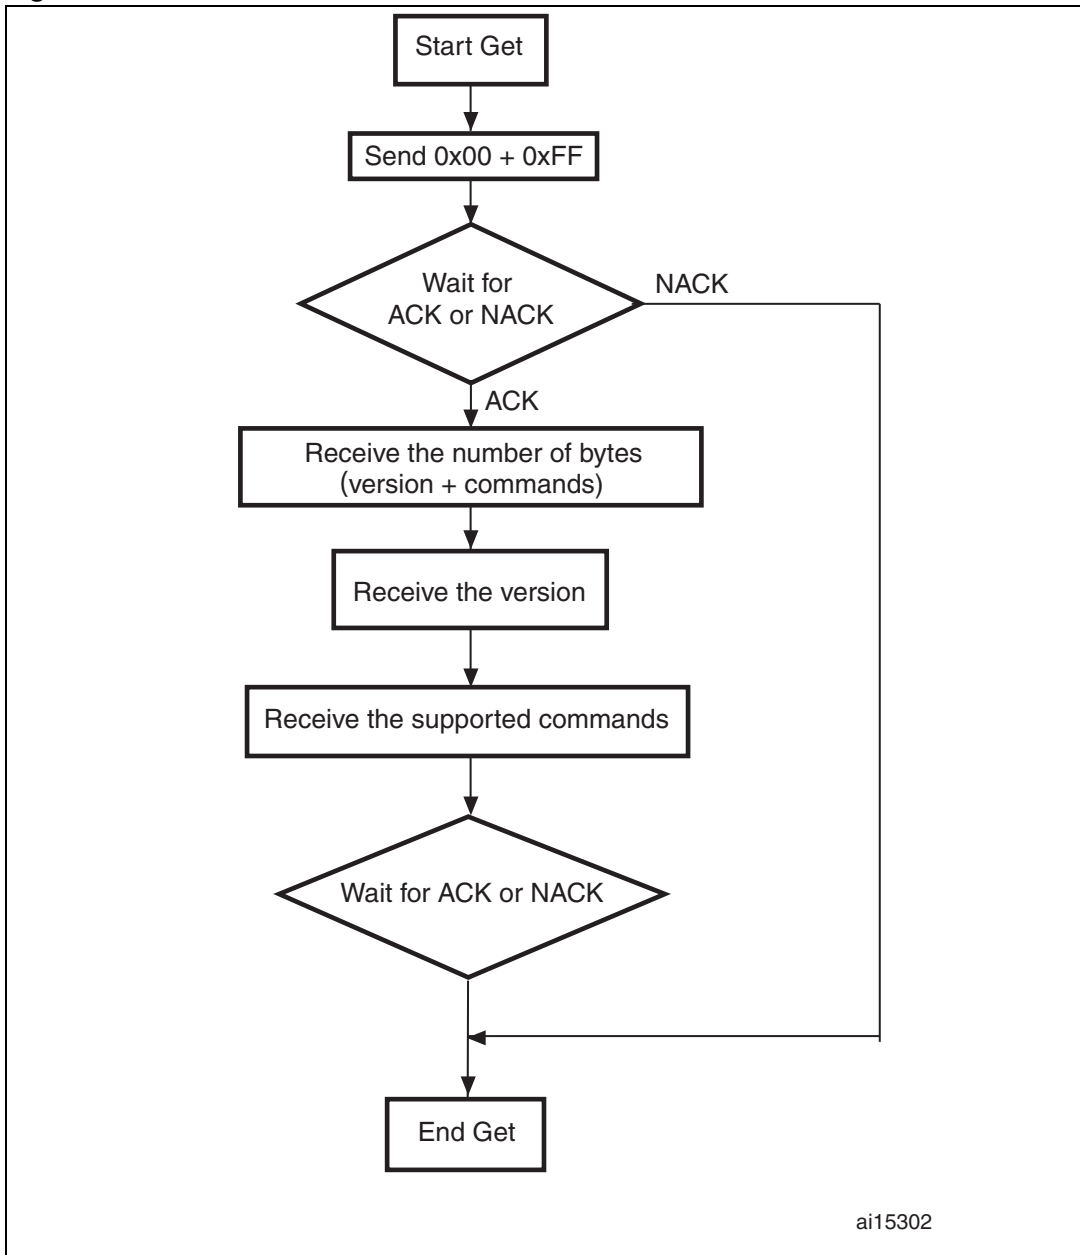 Start Get
Send 0x00 + 0xFF
Wait for
ACK or NACK
NACK
ACK
Receive the number of bytes
(version + commands)
Receive the version
Receive the supported commands
Wait for ACK or NACK
End Get
ai15302